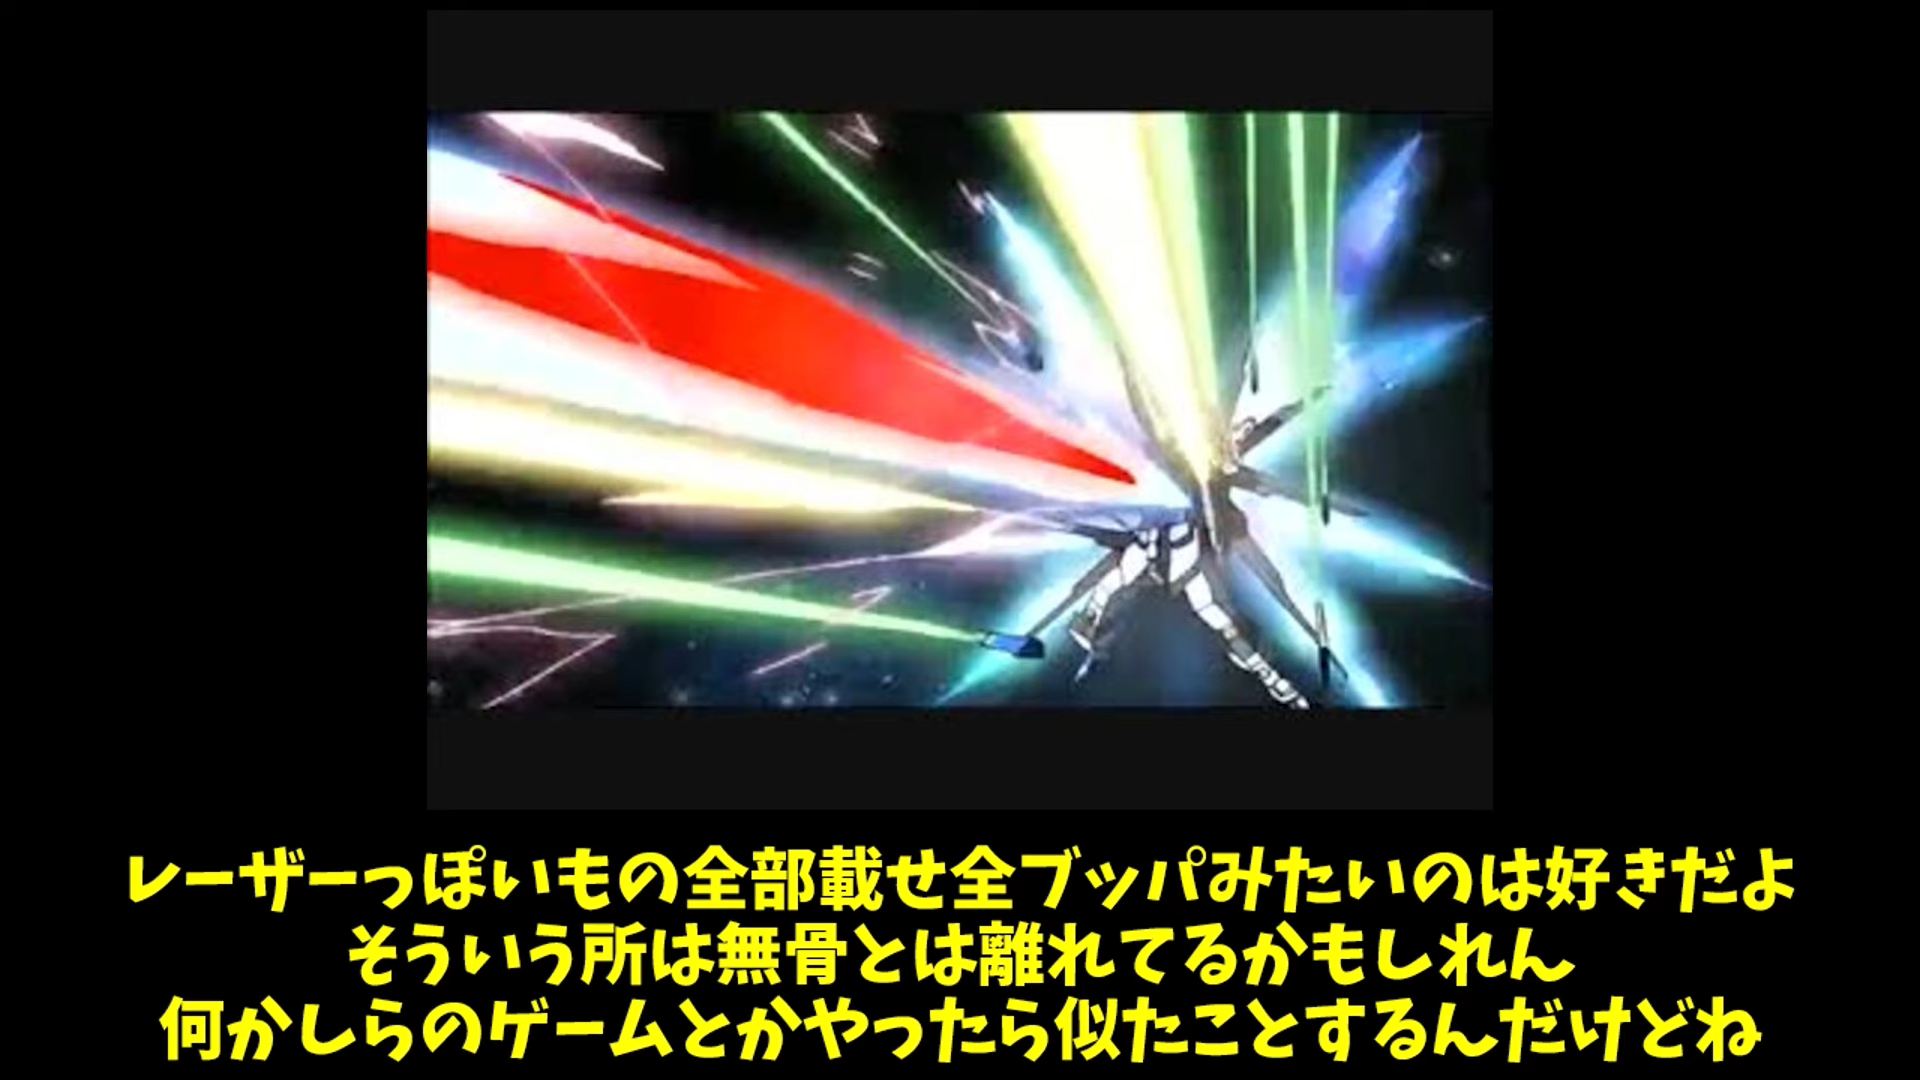 レーザーっぽいもの全部載せ全ブッパみたいのは好きだよ
そういう所は無骨とは離れてるかもしれん
何かしらのゲームとかやったら似たことするんだけどね